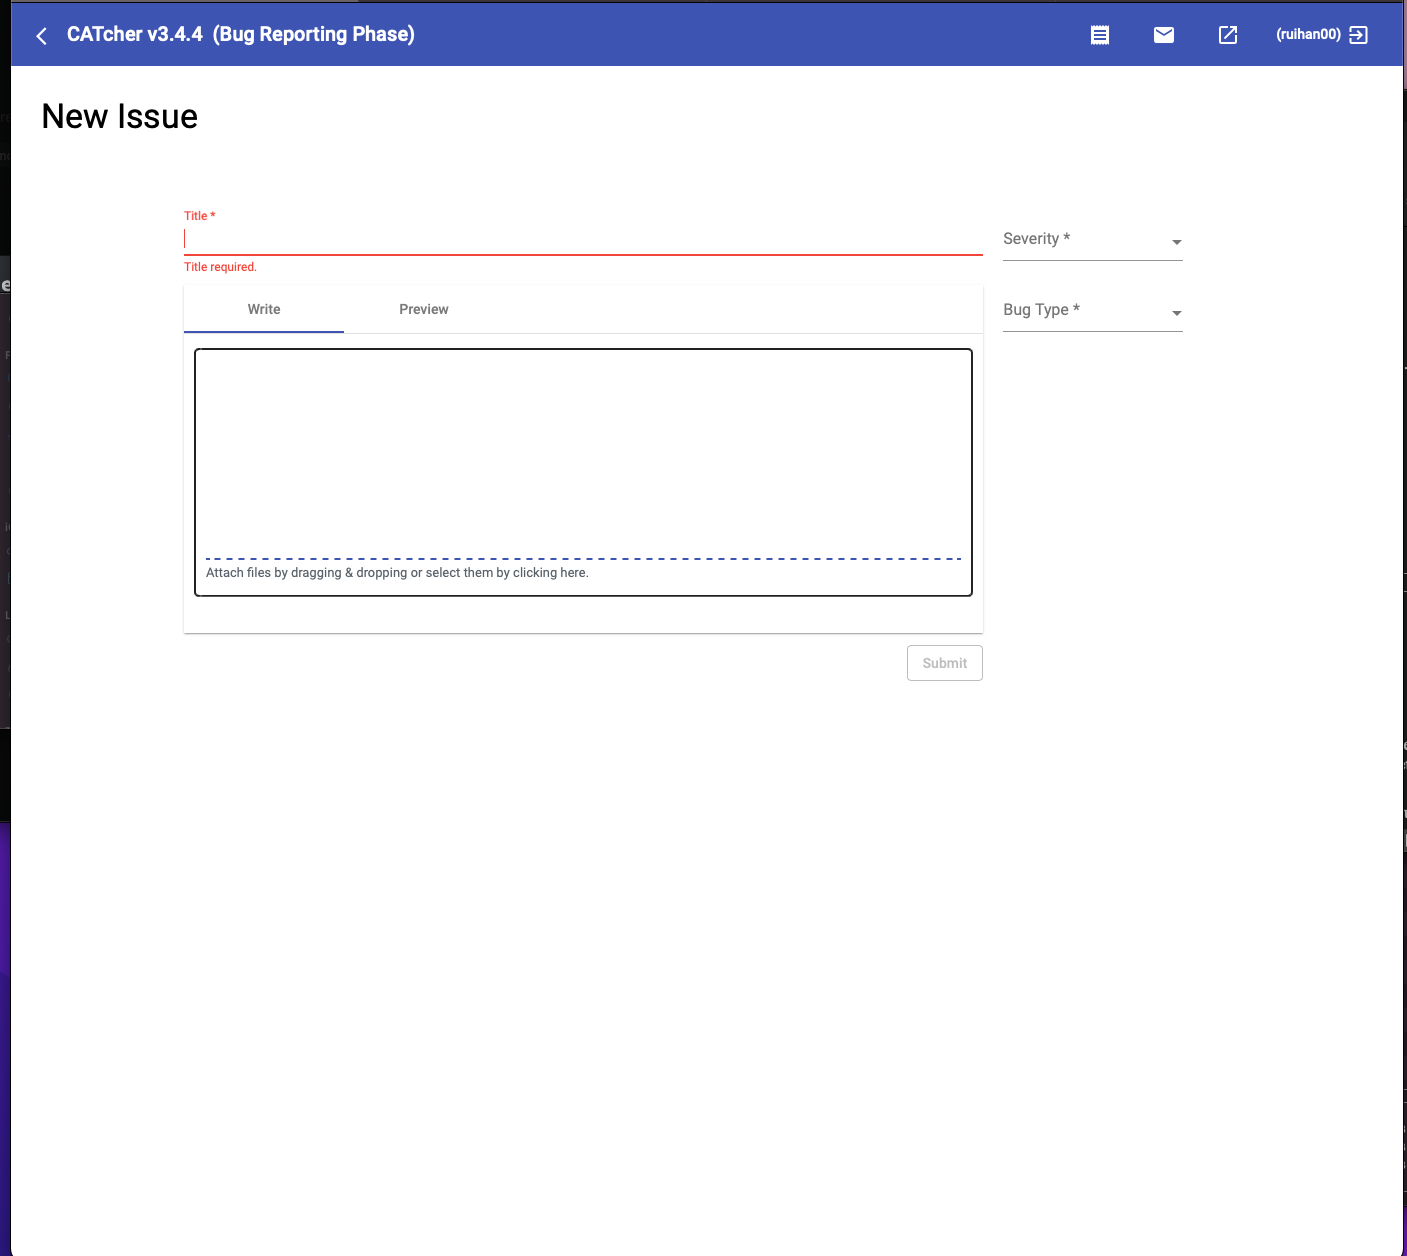 CATcher v3.4.4 (Bug Reporting Phase)
(ruihan00)
New Issue
Title *
Title required.
Severity *
Write
Preview
Bug Type *
Attach files by dragging & dropping or select them by clicking here.
Submit